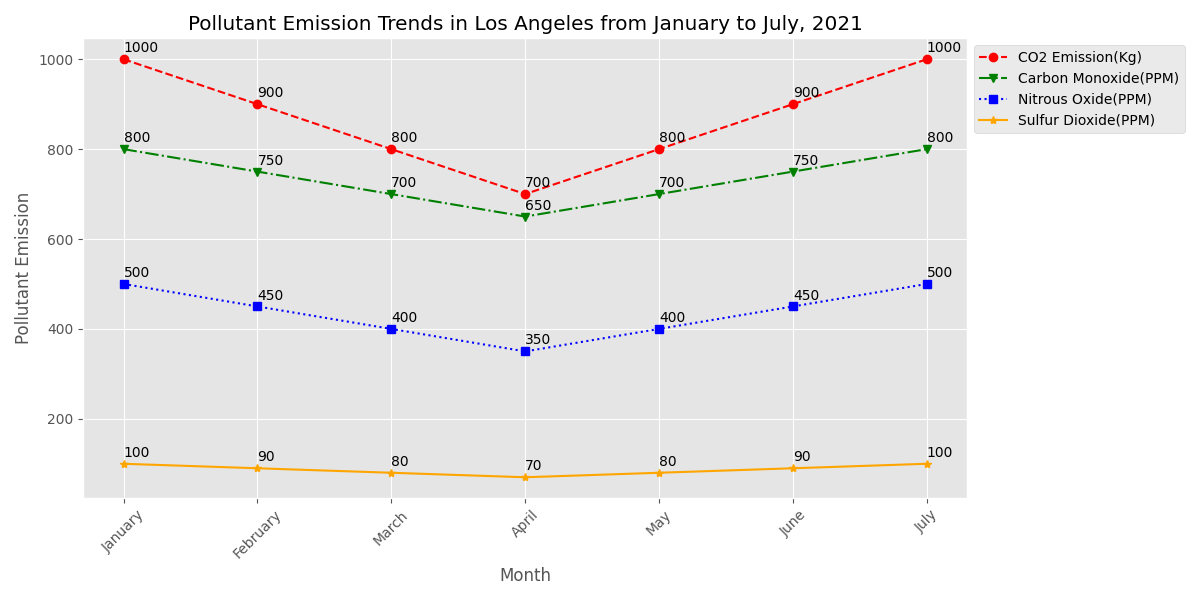 Pollutant Emission Trends in Los Angeles from January to July, 2021
CO2 Emission(Kg)
Carbon Monoxide(PPM)
Nitrous Oxide(PPM)
Sulfur Dioxide(PPM)
Pollutant Emission
1000
800
600
400
200
1000 900 800 700 800 900 1000
800 750 700 650 700 750 800
500 450 400 350 400 450 500
100 90 80 70 80 90 100
January February March April May June July
Month